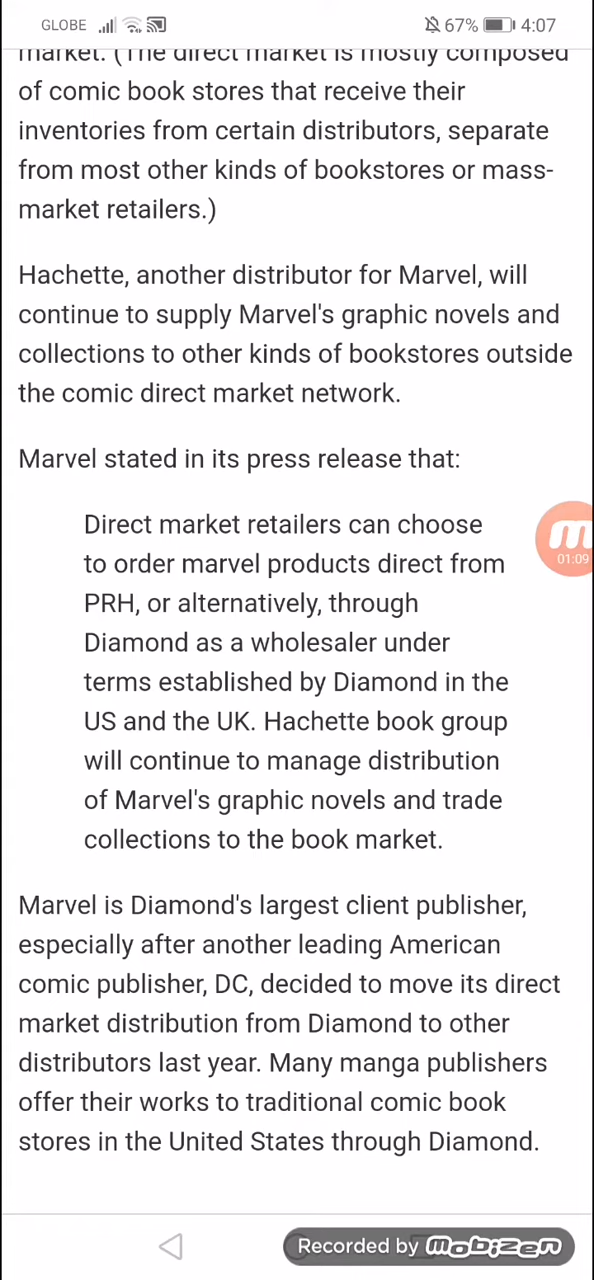 GLOBE 67% 4:07
market. (The direct market is mostly composed
of comic book stores that receive their
inventories from certain distributors, separate
from most other kinds of bookstores or mass-
market retailers.)
Hachette, another distributor for Marvel, will
continue to supply Marvel's graphic novels and
collections to other kinds of bookstores outside
the comic direct market network.
Marvel stated in its press release that:
Direct market retailers can choose
to order marvel products direct from
PRH, or alternatively, through
Diamond as a wholesaler under
terms established by Diamond in the
US and the UK. Hachette book group
will continue to manage distribution
of Marvel's graphic novels and trade
collections to the book market.
m
01:09
Marvel is Diamond's largest client publisher,
especially after another leading American
comic publisher, DC, decided to move its direct
market distribution from Diamond to other
distributors last year. Many manga publishers
offer their works to traditional comic book
stores in the United States through Diamond.
Recorded by mobizen